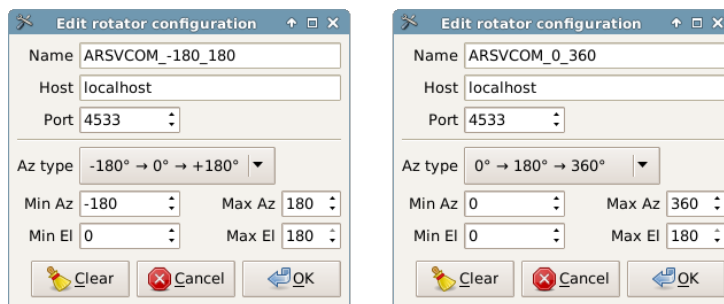 Edit rotator configuration
Name ARSVCOM_-180_180
Host localhost
Port 4533
Az type -180° → 0° → +180°
Min Az -180 Max Az 180
Min El 0 Max El 180
Clear Cancel OK
Edit rotator configuration
Name ARSVCOM_0_360
Host localhost
Port 4533
Az type 0° → 180° → 360°
Min Az 0 Max Az 360
Min El 0 Max El 180
Clear Cancel OK